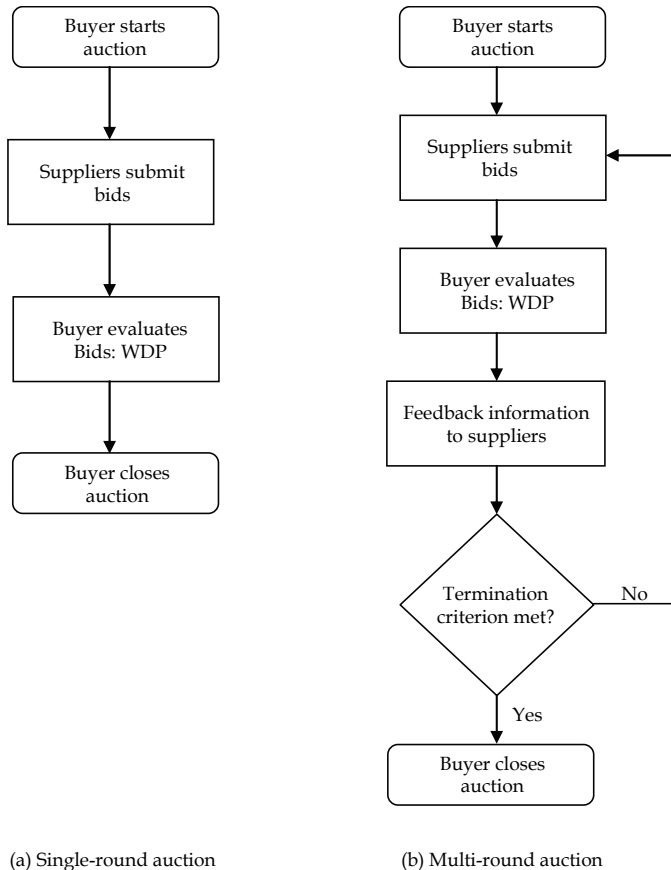 Buyer starts
auction
Suppliers submit
bids
Buyer evaluates
Bids: WDP
Buyer closes
auction
(a) Single-round auction
Buyer starts
auction
Suppliers submit
bids
Buyer evaluates
Bids: WDP
Feedback information
to suppliers
Termination
criterion met?
No
Yes
Buyer closes
auction
(b) Multi-round auction